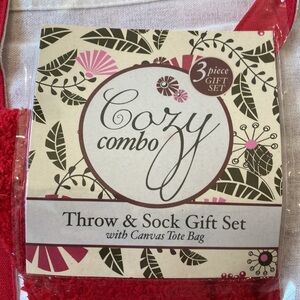 3 piece
GIFT
SET
Cozy
combo
Throw & Sock Gift Set
with Canvas Tote Bag